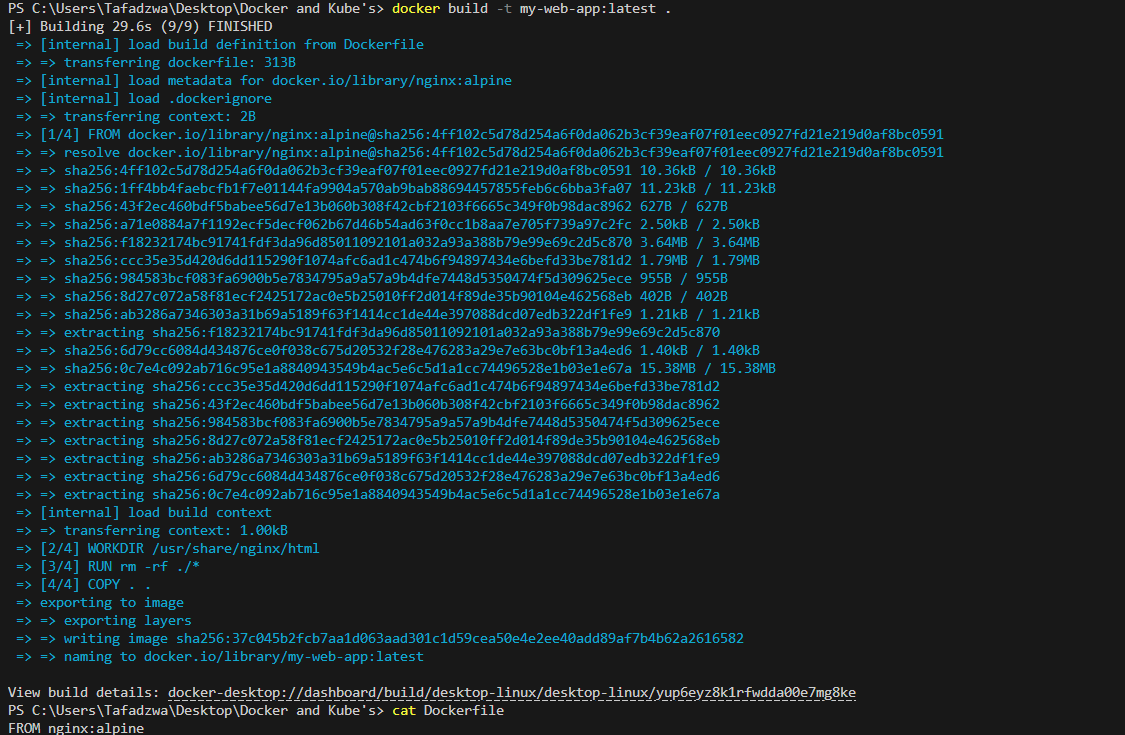 PS C:\Users\Tafadzwa\Desktop\Docker and Kube's> docker build -t my-web-app:latest .
[+] Building 29.6s (9/9) FINISHED
=> [internal] load build definition from Dockerfile
=> => transferring dockerfile: 313B
=> [internal] load metadata for docker.io/library/nginx:alpine
=> [internal] load .dockerignore
=> => transferring context: 2B
=> [1/4] FROM docker.io/library/nginx:alpine@sha256:4ff102c5d78d254a6f0da062b3cf39eaf07f01eec0927fd21e219d0af8bc0591
=> => resolve docker.io/library/nginx:alpine@sha256:4ff102c5d78d254a6f0da062b3cf39eaf07f01eec0927fd21e219d0af8bc0591
=> => sha256:4ff102c5d78d254a6f0da062b3cf39eaf07f01eec0927fd21e219d0af8bc0591 10.36kB / 10.36kB
=> => sha256:1ff4bb4faebcfb1f7e01144fa9904a570ab9bab88694457855feb6c6bba3fa07 11.23kB / 11.23kB
=> => sha256:43f2ec460bdf5babee56d7e13b060b308f42cbf2103f6665c349f0b98dac8962 627B / 627B
=> => sha256:a71e0884a7f1192ecf5decf062b67d46b54ad63f0cc1b8aa7e705f739a97c2fc 2.50kB / 2.50kB
=> => sha256:f18232174bc91741fdf3da96d85011092101a032a93a388b79e99e69c2d5c870 3.64MB / 3.64MB
=> => sha256:ccc35e35d420d6dd115290f1074afc6ad1c474b6f94897434e6befd33be781d2 1.79MB / 1.79MB
=> => sha256:984583bcf083fa6900b5e7834795a9a57a9b4dfe7448d5350474f5d309625ece 955B / 955B
=> => sha256:8d27c072a58f81ecf2425172ac0e5b25010ff2d014f89de35b90104e462568eb 402B / 402B
=> => sha256:ab3286a7346303a31b69a5189f63f1414cc1de44e397088dcd07edb322df1fe9 1.21kB / 1.21kB
=> => extracting sha256:f18232174bc91741fdf3da96d85011092101a032a93a388b79e99e69c2d5c870
=> => sha256:6d79cc6084d434876ce0f038c675d20532f28e476283a29e7e63bc0bf13a4ed6 1.40kB / 1.40kB
=> => sha256:0c7e4c092ab716c95e1a8840943549b4ac5e6c5d1a1cc74496528e1b03e1e67a 15.38MB / 15.38MB
=> => extracting sha256:ccc35e35d420d6dd115290f1074afc6ad1c474b6f94897434e6befd33be781d2
=> => extracting sha256:43f2ec460bdf5babee56d7e13b060b308f42cbf2103f6665c349f0b98dac8962
=> => extracting sha256:984583bcf083fa6900b5e7834795a9a57a9b4dfe7448d5350474f5d309625ece
=> => extracting sha256:8d27c072a58f81ecf2425172ac0e5b25010ff2d014f89de35b90104e462568eb
=> => extracting sha256:ab3286a7346303a31b69a5189f63f1414cc1de44e397088dcd07edb322df1fe9
=> => extracting sha256:6d79cc6084d434876ce0f038c675d20532f28e476283a29e7e63bc0bf13a4ed6
=> => extracting sha256:0c7e4c092ab716c95e1a8840943549b4ac5e6c5d1a1cc74496528e1b03e1e67a
=> [internal] load build context
=> => transferring context: 1.00kB
=> [2/4] WORKDIR /usr/share/nginx/html
=> [3/4] RUN rm -rf ./*
=> [4/4] COPY . .
=> exporting to image
=> => exporting layers
=> => writing image sha256:37c045b2fcb7aa1d063aad301c1d59cea50e4e2ee40add89af7b4b62a2616582
=> => naming to docker.io/library/my-web-app:latest
View build details: docker-desktop://dashboard/build/desktop-linux/desktop-linux/yup6eyz8k1rfwdda00e7mg8ke
PS C:\Users\Tafadzwa\Desktop\Docker and Kube's> cat Dockerfile
FROM nginx:alpine